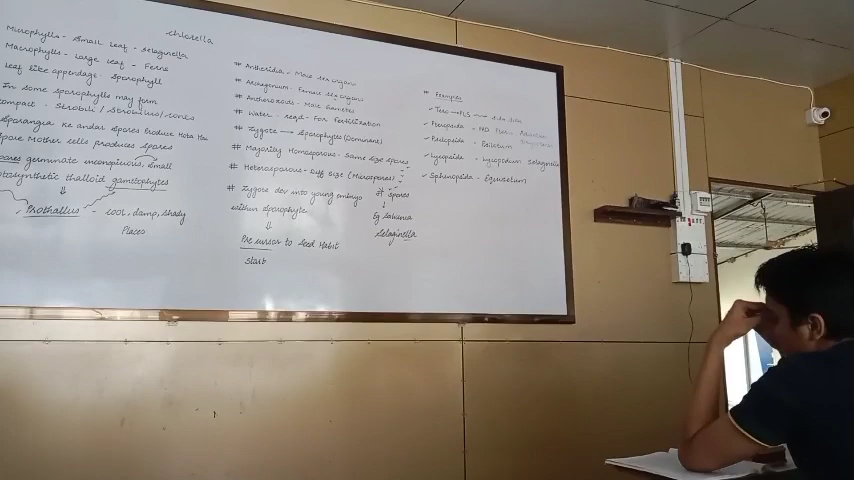 chlorella
Microphylls - Small leaf - Selaginella
Macrophylls - Large leaf - Ferns
Leaf like appendage - Sporophyll
In some sporophylls may form
compact - Strobili / Strobilus / cones
Sporangia ke andar spores Produce Hota Hai
Spore Mother cells produces spores
Spores germinate inconspicuous, small
photosynthetic thalloid gametophytes
Prothallus - cool, damp, shady
Places
# Antheridia - Male sex organs
# Archegonium - Female sex organs
# Antherozoids - Male Gametes
# Water - reqd - For Fertilization
# Zygote → Sporophytes (Dominant)
# Majority Homosporous - Same size spores
# Heterosporous - Diff size (Microspores)
# Zygote dev into young embryo
within sporophyte
of spores
Eg Salvinia
Selaginella
Precursor to Seed Habit
start
# Examples
Pteropsida -
Psilopsida - Psilotum
Lycopsida - Lycopodium Selaginella
Sphenopsida - Equisetum